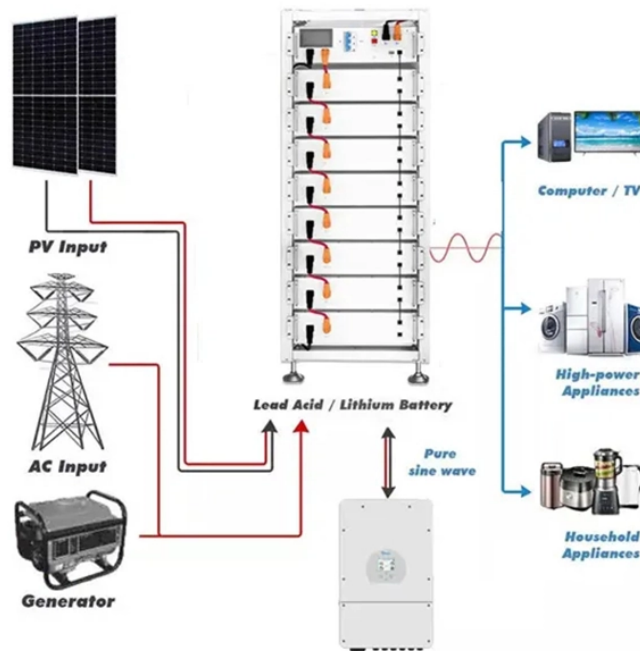 PV Input
AC Input
Generator
Lead Acid / Lithium Battery
Pure
sine wave
Computer / TV
High-power
Appliances
Household
Appliances